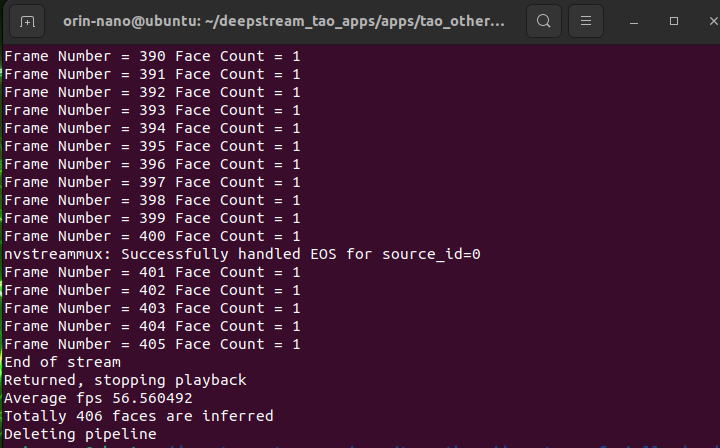 orin-nano@ubuntu: ~/deepstream_tao_apps/apps/tao_other...
Frame Number = 390 Face Count = 1
Frame Number = 391 Face Count = 1
Frame Number = 392 Face Count = 1
Frame Number = 393 Face Count = 1
Frame Number = 394 Face Count = 1
Frame Number = 395 Face Count = 1
Frame Number = 396 Face Count = 1
Frame Number = 397 Face Count = 1
Frame Number = 398 Face Count = 1
Frame Number = 399 Face Count = 1
Frame Number = 400 Face Count = 1
nvstreammux: Successfully handled EOS for source_id=0
Frame Number = 401 Face Count = 1
Frame Number = 402 Face Count = 1
Frame Number = 403 Face Count = 1
Frame Number = 404 Face Count = 1
Frame Number = 405 Face Count = 1
End of stream
Returned, stopping playback
Average fps 56.560492
Totally 406 faces are inferred
Deleting pipeline